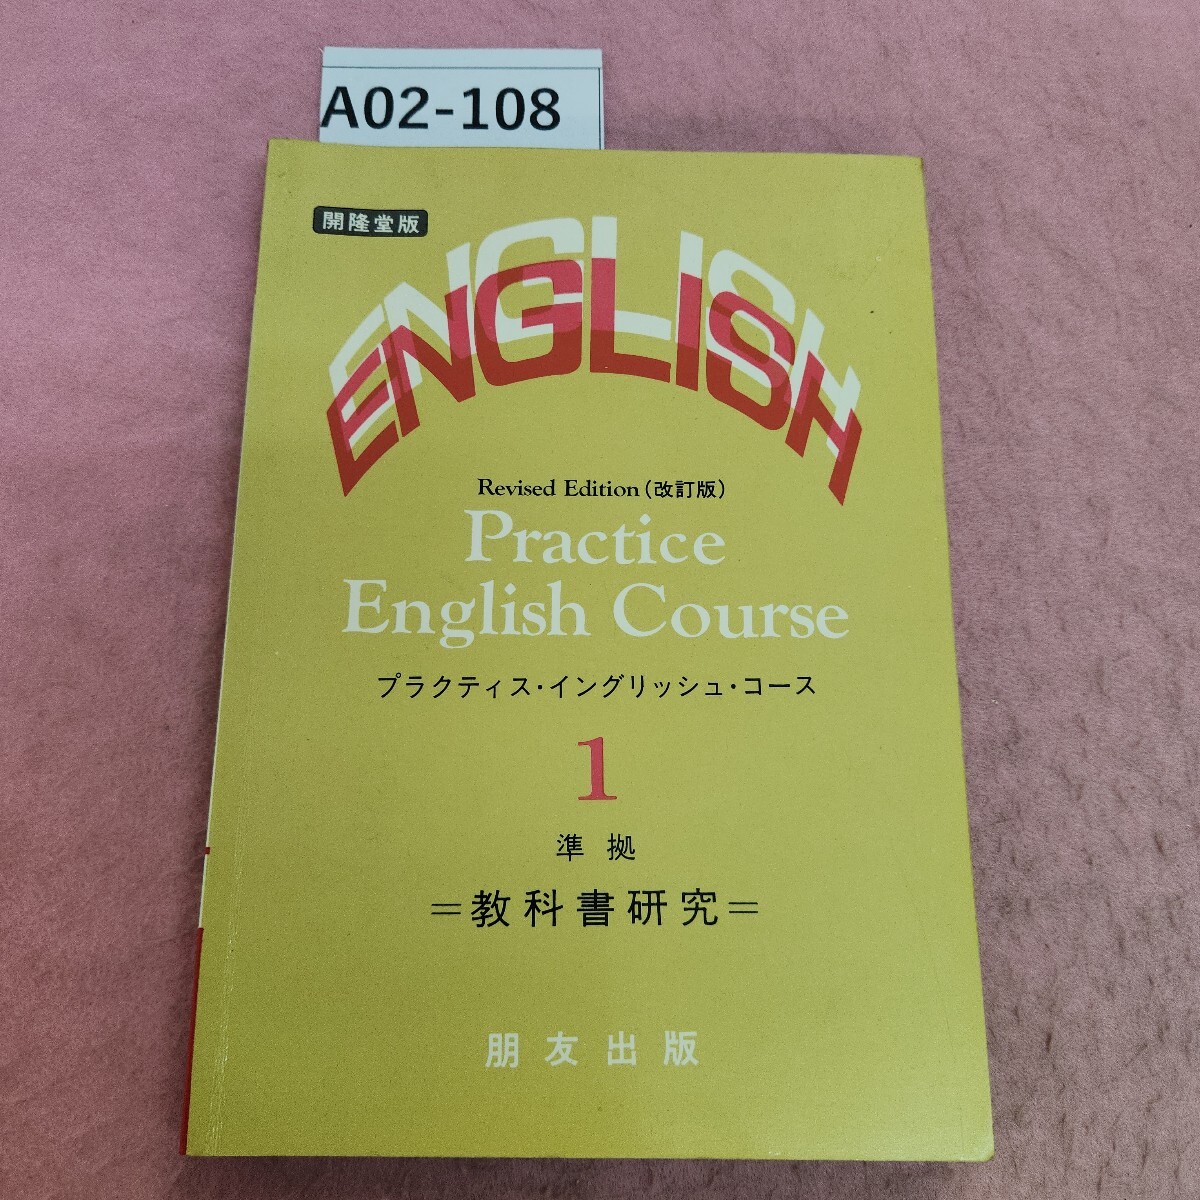 A02-108
開隆堂版
ENGLISH
ENGLISH
Revised Edition(改訂版)
Practice
English Course
プラクティス・イングリッシュ・コース
1
準拠
=教科書研究=
朋友出版